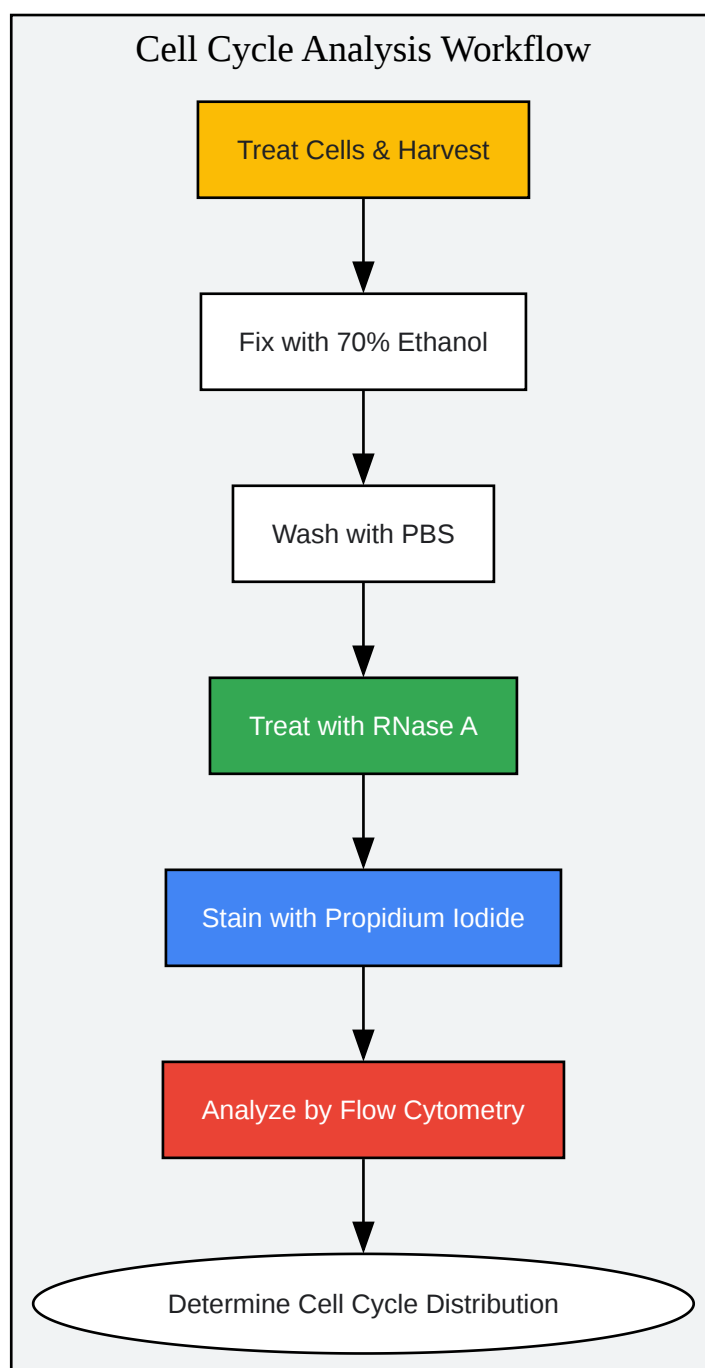 Cell Cycle Analysis Workflow
Treat Cells & Harvest
Fix with 70% Ethanol
Wash with PBS
Treat with RNase A
Stain with Propidium Iodide
Analyze by Flow Cytometry
Determine Cell Cycle Distribution